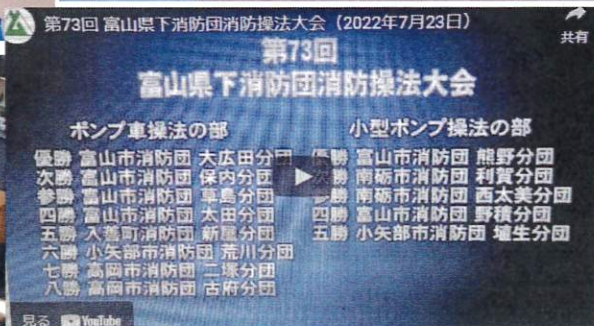 第73回 富山県下消防団消防操法大会（2022年7月23日）
共有
第73回
富山県下消防団消防操法大会
ポンプ車操法の部
優勝 富山市消防団 大広田分団
次勝 富山市消防団 保内分団
参勝 富山市消防団 草島分団
四勝 富山市消防団 太田分団
五勝 入善町消防団 新屋分団
六勝 小矢部市消防団 荒川分団
七勝 高岡市消防団 二塚分団
八勝 高岡市消防団 古府分団
小型ポンプ操法の部
優勝 富山市消防団 熊野分団
次勝 南砺市消防団 利賀分団
参勝 南砺市消防団 西太美分団
四勝 富山市消防団 野積分団
五勝 小矢部市消防団 埴生分団
見る YouTube